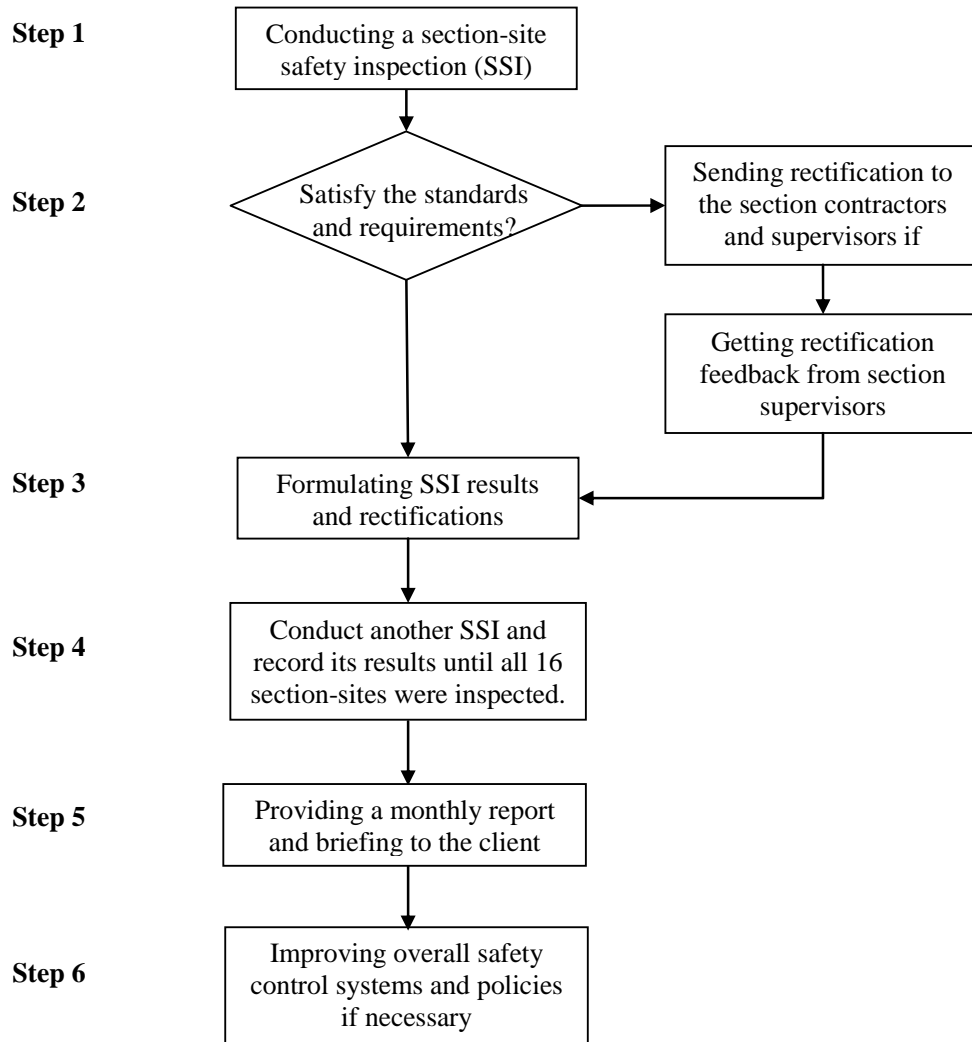 Step 1
Conducting a section-site
safety inspection (SSI)
Step 2
Satisfy the standards
and requirements?
Sending rectification to
the section contractors
and supervisors if
Getting rectification
feedback from section
supervisors
Step 3
Formulating SSI results
and rectifications
Step 4
Conduct another SSI and
record its results until all 16
section-sites were inspected.
Step 5
Providing a monthly report
and briefing to the client
Step 6
Improving overall safety
control systems and policies
if necessary